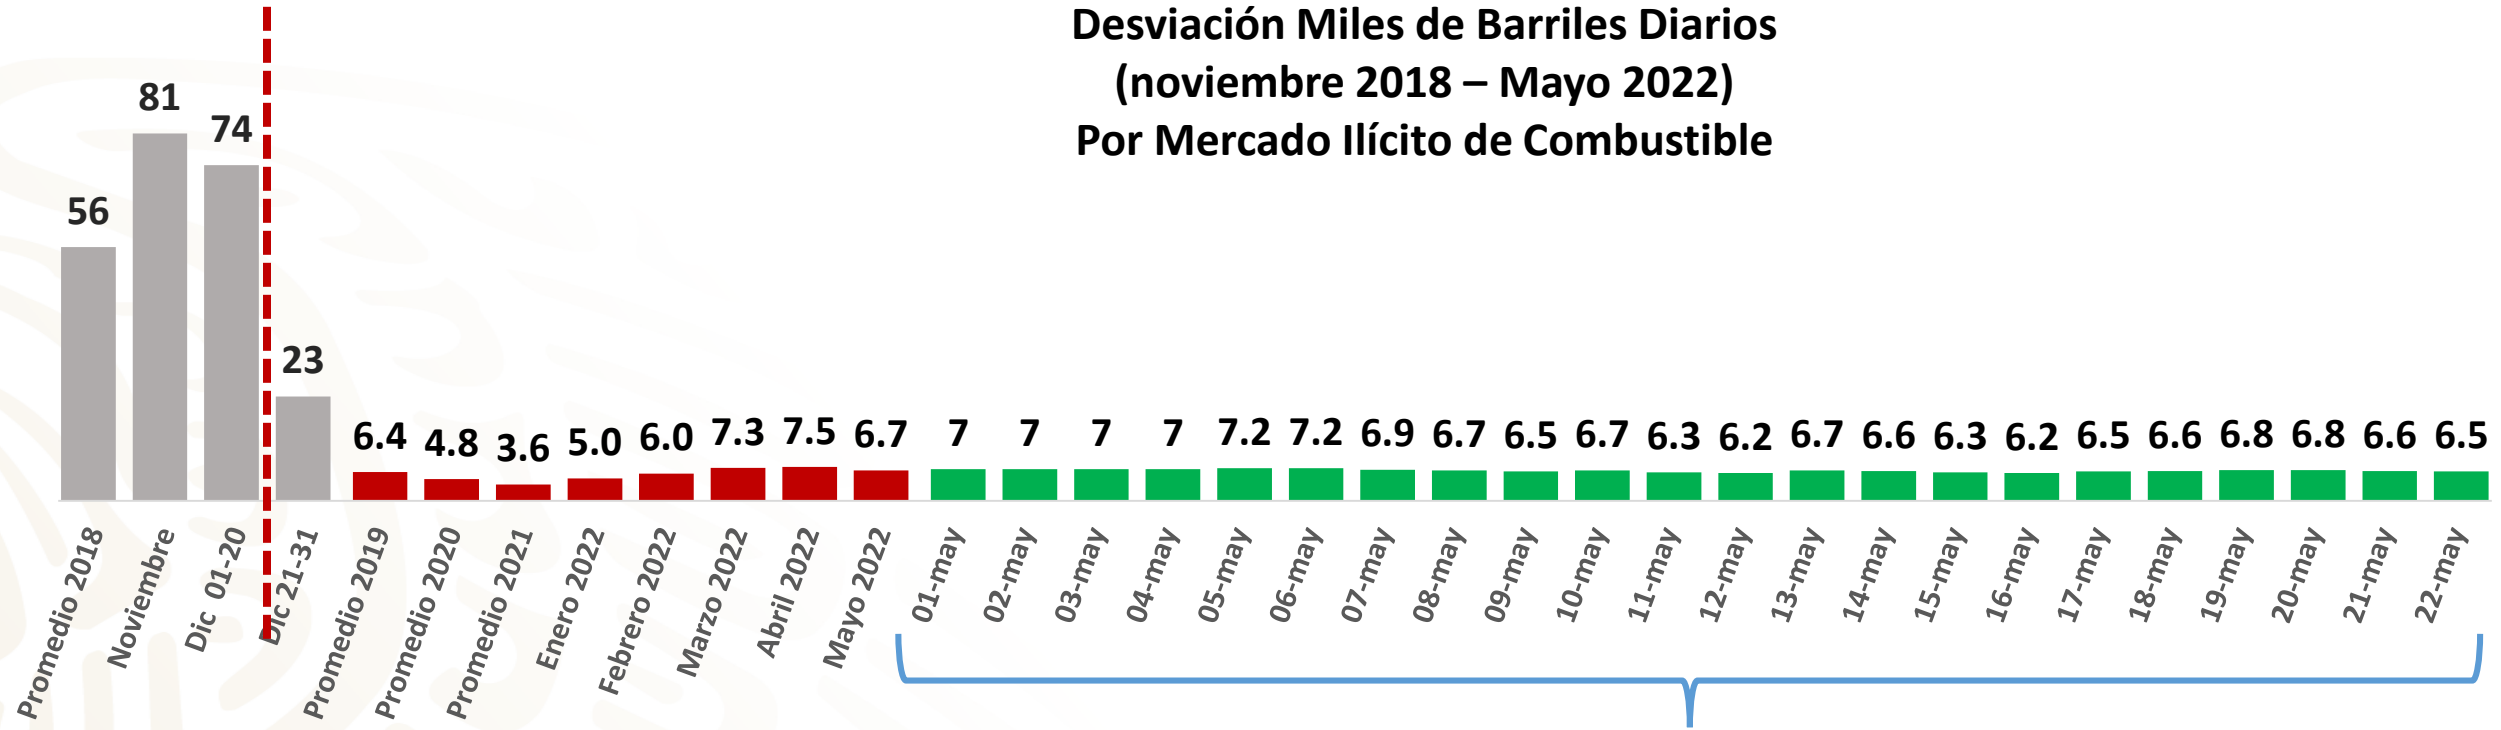 Desviación Miles de Barriles Diarios
(noviembre 2018 – Mayo 2022)
Por Mercado Ilícito de Combustible
56
81
74
23
6.4
4.8
3.6
5.0
6.0
7.3
7.5
6.7
7
7
7
7
7.2
7.2
6.9
6.7
6.5
6.7
6.3
6.2
6.7
6.6
6.3
6.2
6.5
6.6
6.8
6.8
6.6
6.5
Promedio 2018
Noviembre
Dic 01-20
Dic 21-31
Promedio 2019
Promedio 2020
Promedio 2021
Enero 2022
Febrero 2022
Marzo 2022
Abril 2022
Mayo 2022
01-may
02-may
03-may
04-may
05-may
06-may
07-may
08-may
09-may
10-may
11-may
12-may
13-may
14-may
15-may
16-may
17-may
18-may
19-may
20-may
21-may
22-may